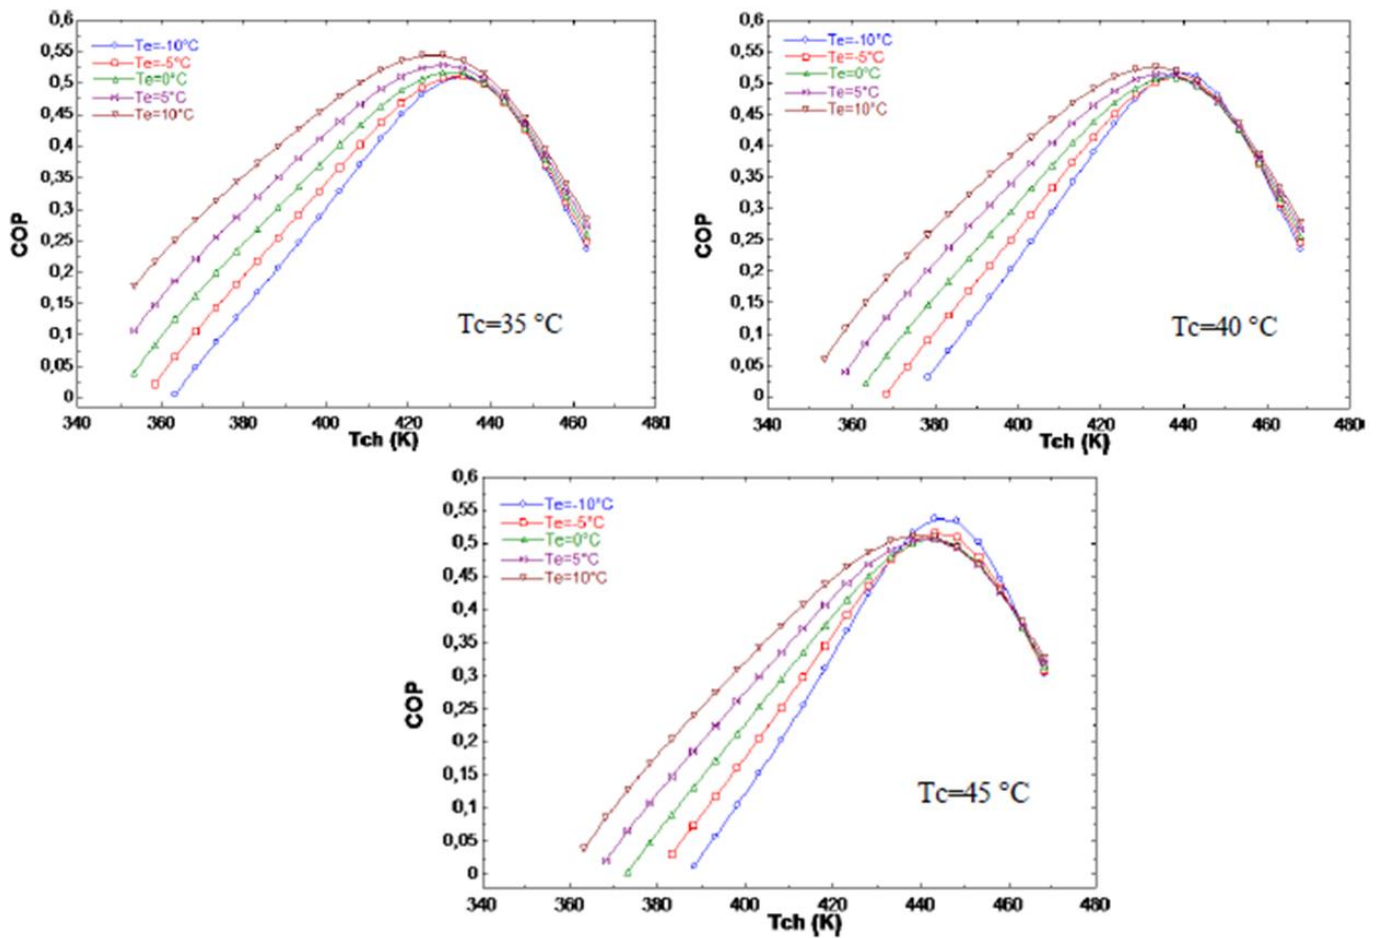 0,6
0,55
0,5
0,45
0,4
0,35
0,3
0,25
0,2
0,15
0,1
0,05
0
COP
Te=-10°C
Te=-5°C
Te=0°C
Te=5°C
Te=10°C
Tc=35 °C
340 360 380 400 420 440 460 480
Tch (K)
0,6
0,55
0,5
0,45
0,4
0,35
0,3
0,25
0,2
0,15
0,1
0,05
0
COP
Te=-10°C
Te=-5°C
Te=0°C
Te=5°C
Te=10°C
Tc=40 °C
340 360 380 400 420 440 460 480
Tch (K)
0,6
0,55
0,5
0,45
0,4
0,35
0,3
0,25
0,2
0,15
0,1
0,05
0
COP
Te=-10°C
Te=-5°C
Te=0°C
Te=5°C
Te=10°C
Tc=45 °C
340 360 380 400 420 440 460 480
Tch (K)